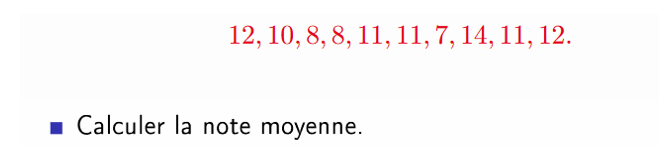 12, 10, 8, 8, 11, 11, 7, 14, 11, 12.
Calculer la note moyenne.